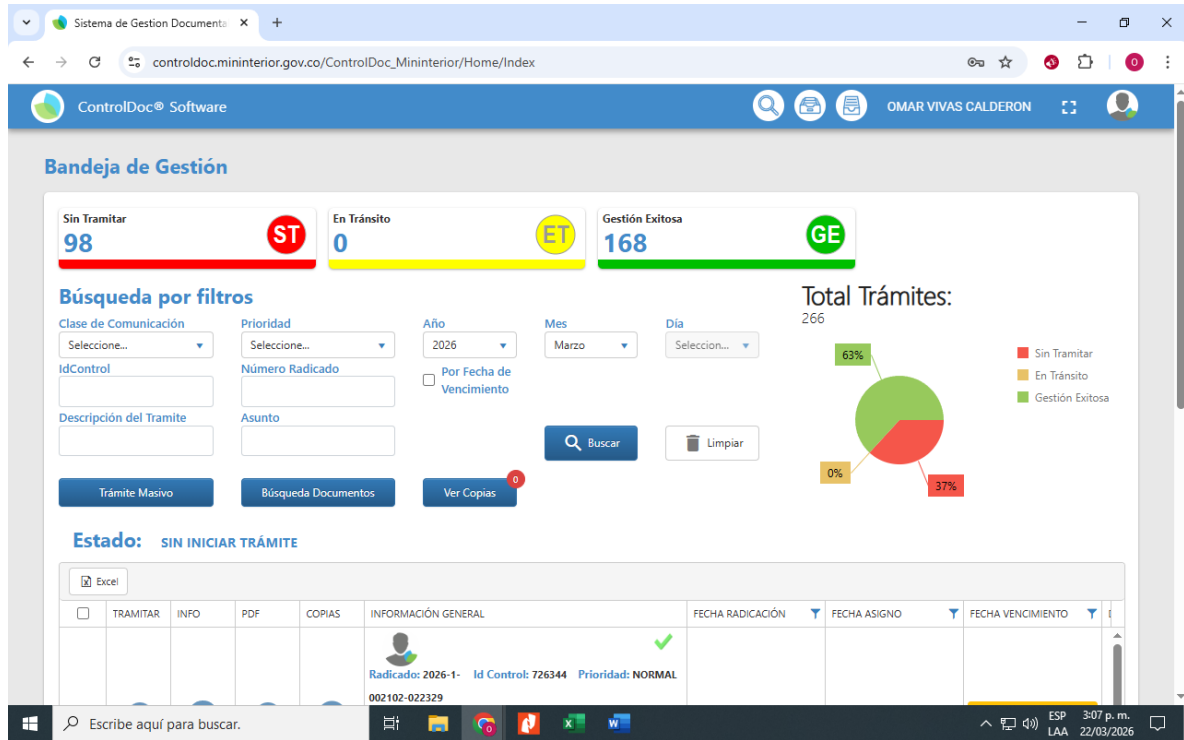 Sistema de Gestion Documenta
controldoc.mininterior.gov.co/ControlDoc_Mininterior/Home/Index
O
ControlDoc® Software
OMAR VIVAS CALDERON
Bandeja de Gestión
Sin Tramitar
98
ST
En Tránsito
0
ET
Gestión Exitosa
168
GE
Búsqueda por filtros
Clase de Comunicación
Prioridad
Año
Mes
Día
Seleccione...
Seleccione...
2026
Marzo
Seleccion...
IdControl
Número Radicado
Por Fecha de
Vencimiento
Descripción del Tramite
Asunto
Buscar
Limpiar
Trámite Masivo
Búsqueda Documentos
Ver Copias
0
Total Trámites:
266
63%
0%
37%
Sin Tramitar
En Tránsito
Gestión Exitosa
Estado: SIN INICIAR TRÁMITE
Excel
TRAMITAR INFO PDF COPIAS INFORMACIÓN GENERAL FECHA RADICACIÓN FECHA ASIGNO FECHA VENCIMIENTO
Radicado: 2026-1- Id Control: 726344 Prioridad: NORMAL
002102-022329
Escribe aquí para buscar.
ESP
LAA
3:07 p. m.
22/03/2026